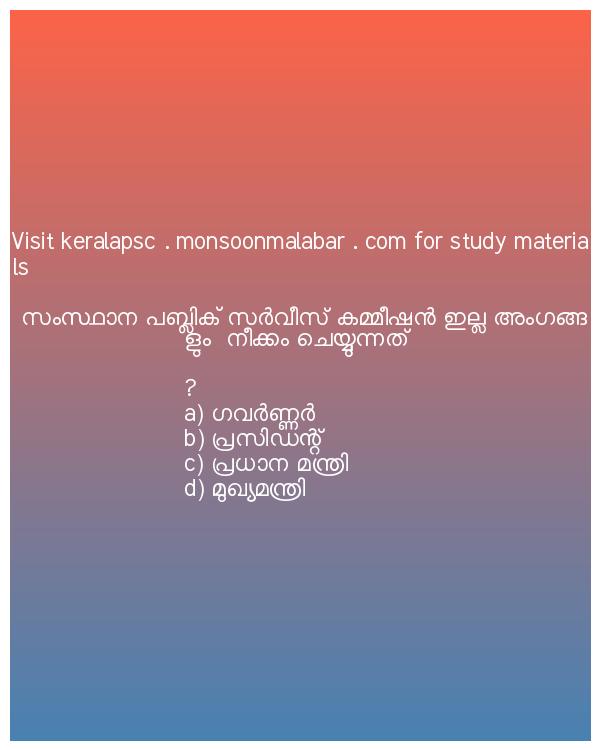 Visit keralapsc . monsoonmalabar . com for study materia
ls
സംസ്ഥാന പബ്ലിക് സർവീസ് കമ്മീഷൻ ഇല്ല അംഗങ്ങ
ളും നീക്കം ചെയ്യുന്നത്
?
a) ഗവർണ്ണർ
b) പ്രസിഡന്റ്
c) പ്രധാന മന്ത്രി
d) മുഖ്യമന്ത്രി